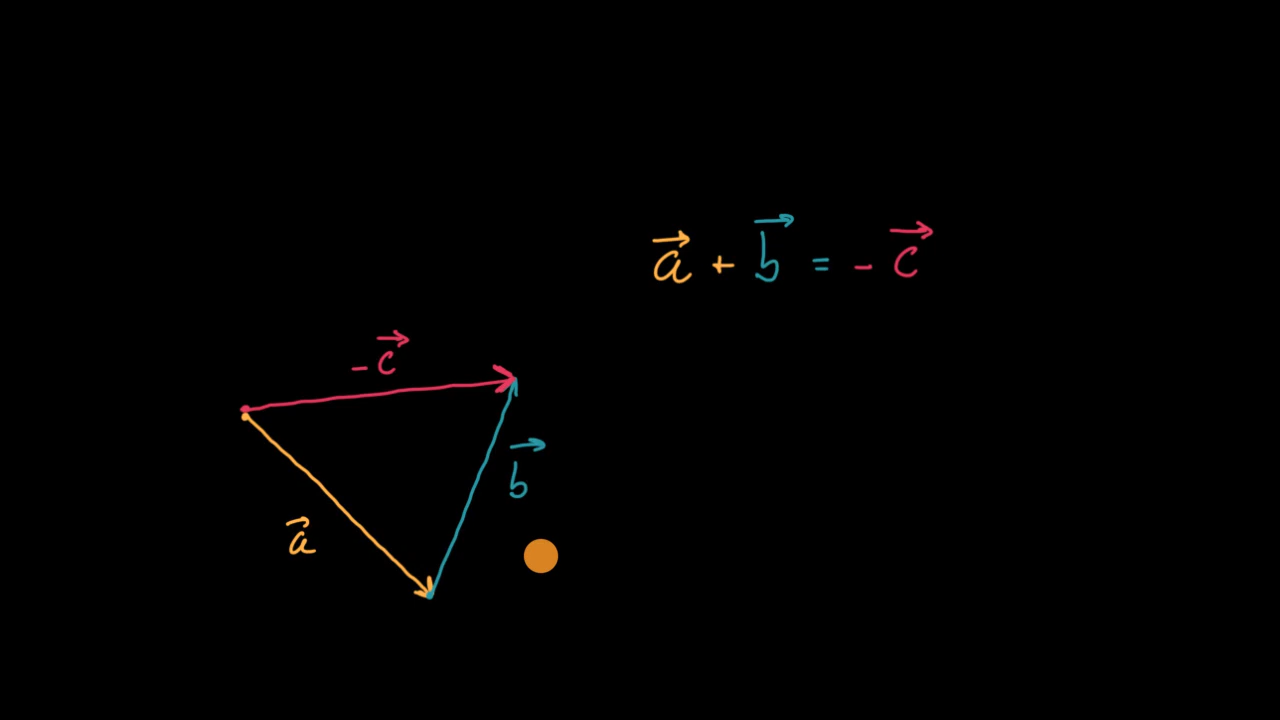 a⃗ + b⃗ = - c⃗
- c⃗
b⃗
a⃗